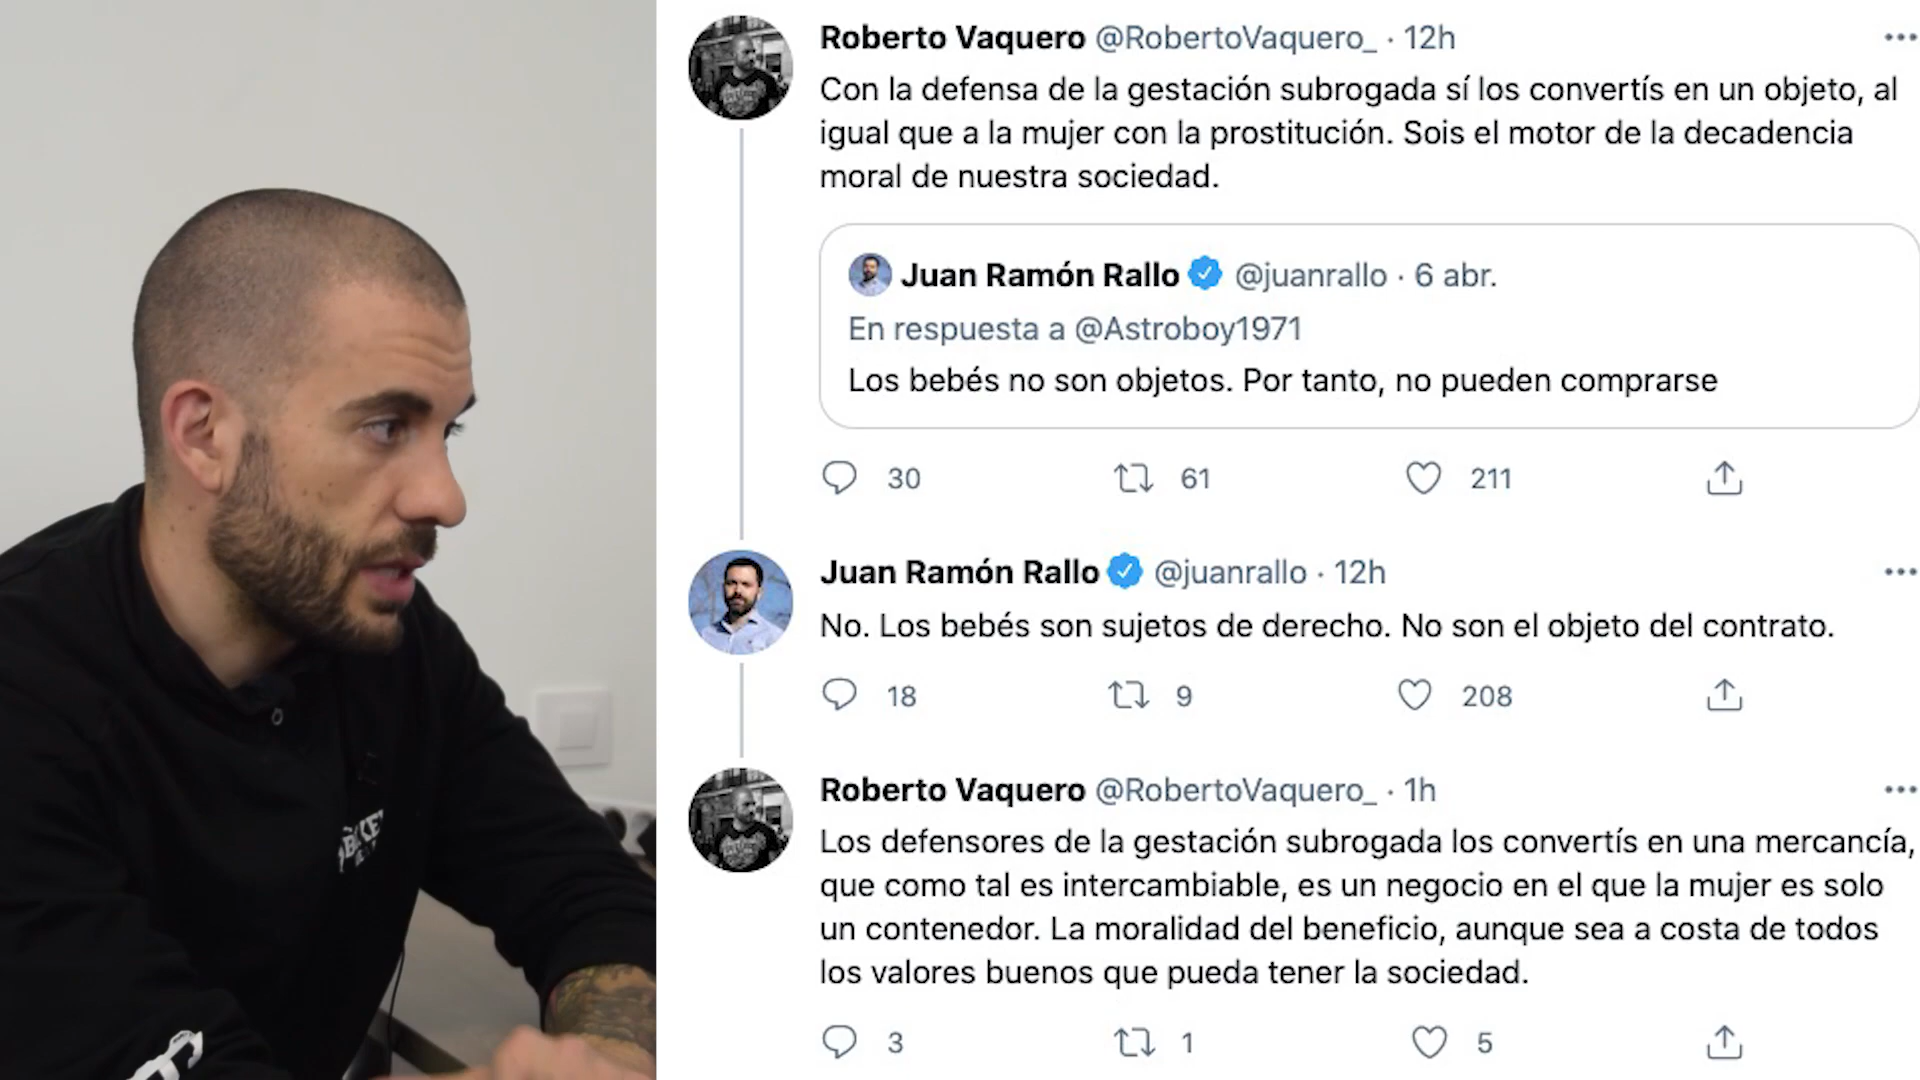 Roberto Vaquero @RobertoVaquero_ · 12h
Con la defensa de la gestación subrogada sí los convertís en un objeto, al
igual que a la mujer con la prostitución. Sois el motor de la decadencia
moral de nuestra sociedad.
Juan Ramón Rallo @juanrallo · 6 abr.
En respuesta a @Astroboy1971
Los bebés no son objetos. Por tanto, no pueden comprarse
30 61 211
Juan Ramón Rallo @juanrallo · 12h
No. Los bebés son sujetos de derecho. No son el objeto del contrato.
18 9 208
Roberto Vaquero @RobertoVaquero_ · 1h
Los defensores de la gestación subrogada los convertís en una mercancía,
que como tal es intercambiable, es un negocio en el que la mujer es solo
un contenedor. La moralidad del beneficio, aunque sea a costa de todos
los valores buenos que pueda tener la sociedad.
3 1 5